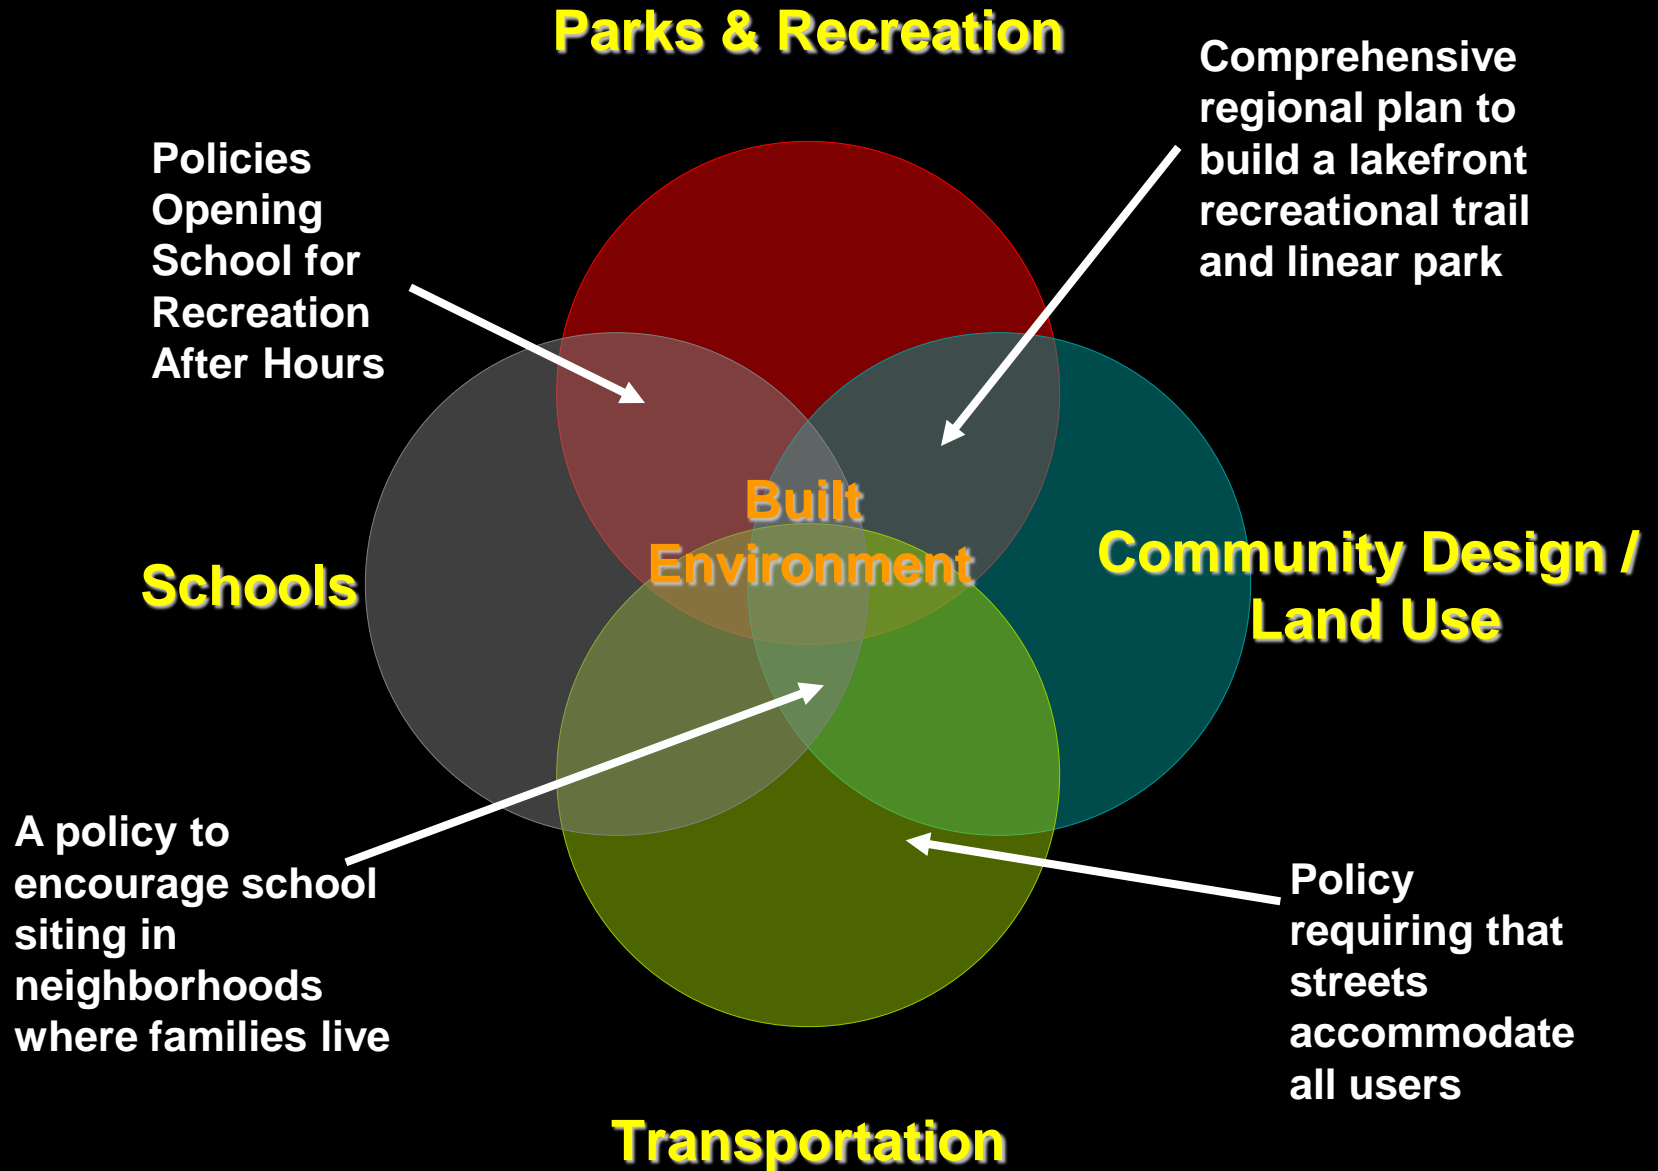 Parks & Recreation
Comprehensive
regional plan to
build a lakefront
recreational trail
and linear park
Policies
Opening
School for
Recreation
After Hours
Built
Environment
Schools
Community Design /
Land Use
A policy to
encourage school
siting in
neighborhoods
where families live
Policy
requiring that
streets
accommodate
all users
Transportation